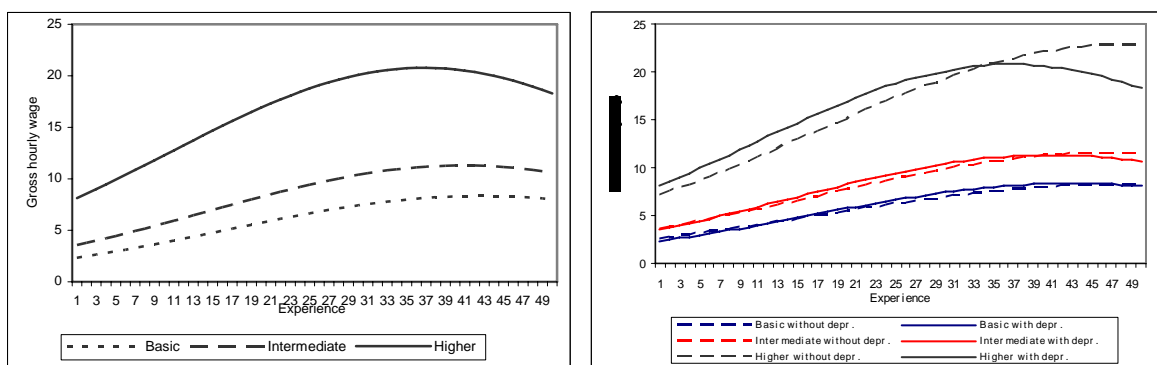 25
20
15
10
5
0
Gross hourly wage
1 3 5 7 9 11 13 15 17 19 21 23 25 27 29 31 33 35 37 39 41 43 45 47 49
Experience
Basic Intermediate Higher
25
20
15
10
5
0
1 3 5 7 9 11 13 15 17 19 21 23 25 27 29 31 33 35 37 39 41 43 45 47 49
Experience
Basic without depr. Basic with depr.
Intermediate without depr. Intermediate with depr.
Higher without depr. Higher with depr.